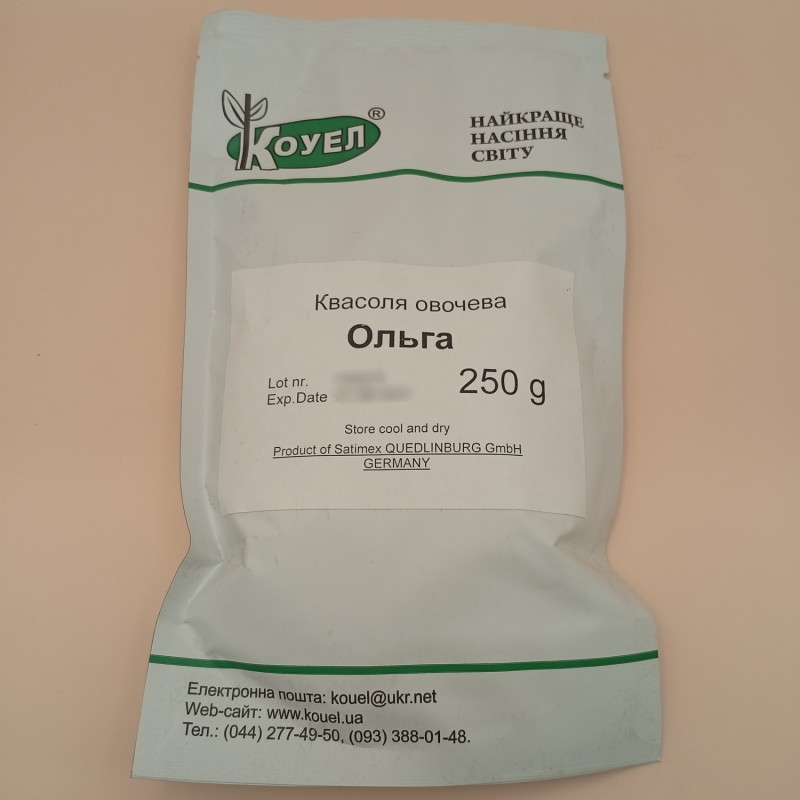 КОУЕЛ®
НАЙКРАЩЕ
НАСІННЯ
СВІТУ
Квасоля овочева
Ольга
Lot nr.
Exp.Date
250 g
Store cool and dry
Product of Satimex QUEDLINBURG GmbH
GERMANY
Електронна пошта: kouel@ukr.net
Web-сайт: www.kouel.ua
Тел.: (044) 277-49-50, (093) 388-01-48.